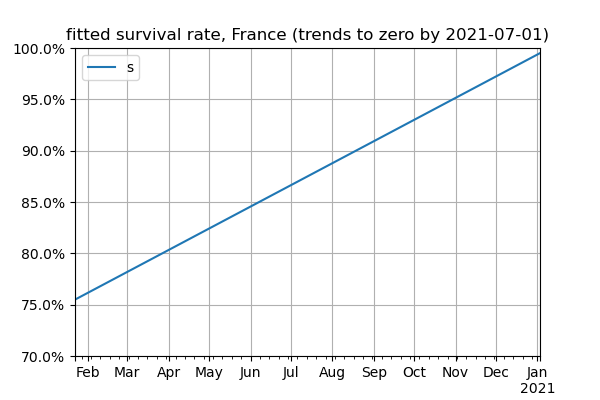 fitted survival rate, France (trends to zero by 2021-07-01)
100.0%
95.0%
90.0%
85.0%
80.0%
75.0%
70.0%
s
Feb Mar Apr May Jun Jul Aug Sep Oct Nov Dec Jan
2021